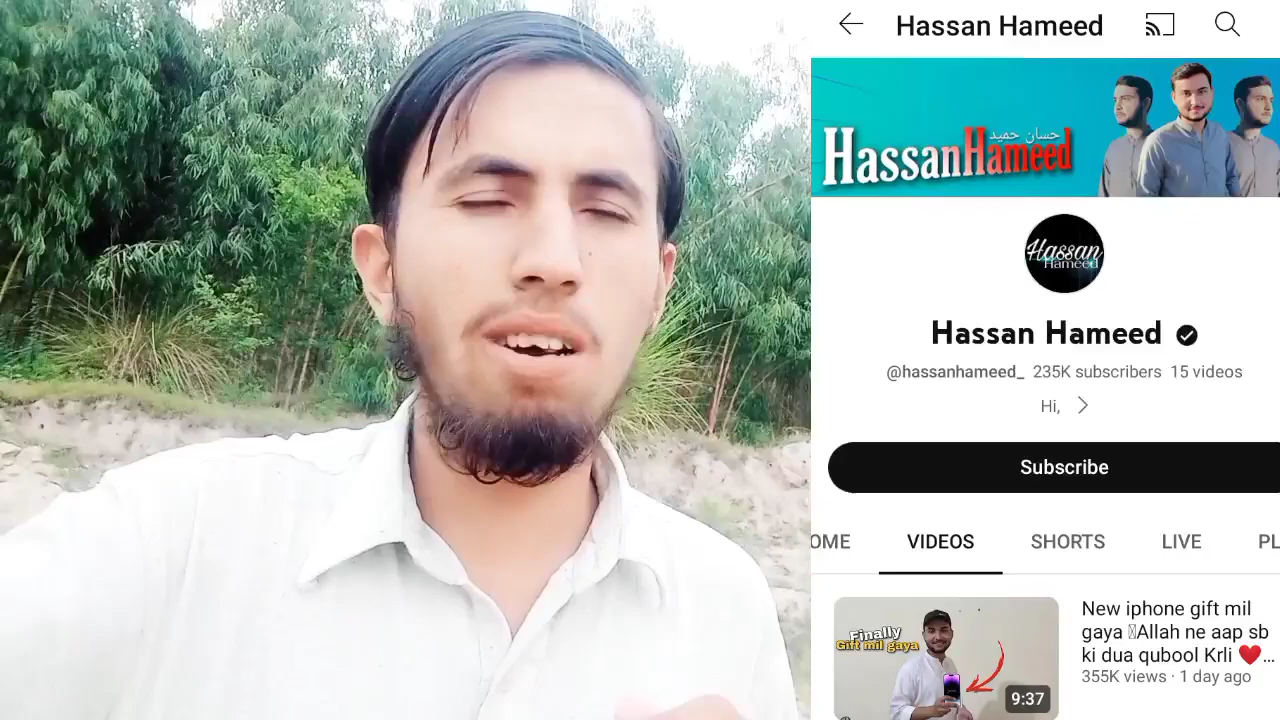 Hassan Hameed
حسان حمید
HassanHameed
Hassan
Hameed
Hassan Hameed
@hassanhameed_ 235K subscribers 15 videos
Hi,
Subscribe
OME VIDEOS SHORTS LIVE PL
Finally
Gift mil gaya
9:37
New iphone gift mil
gaya Allah ne aap sb
ki dua qubool Krli ❤️...
355K views · 1 day ago